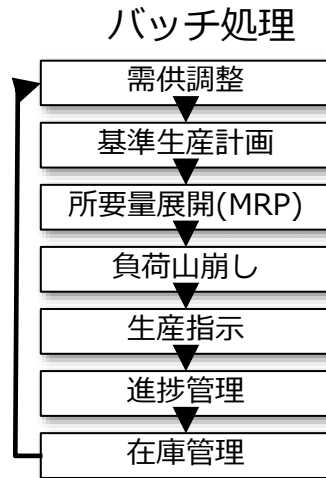 バッチ処理
需供調整
基準生産計画
所要量展開(MRP)
負荷山崩し
生産指示
進捗管理
在庫管理